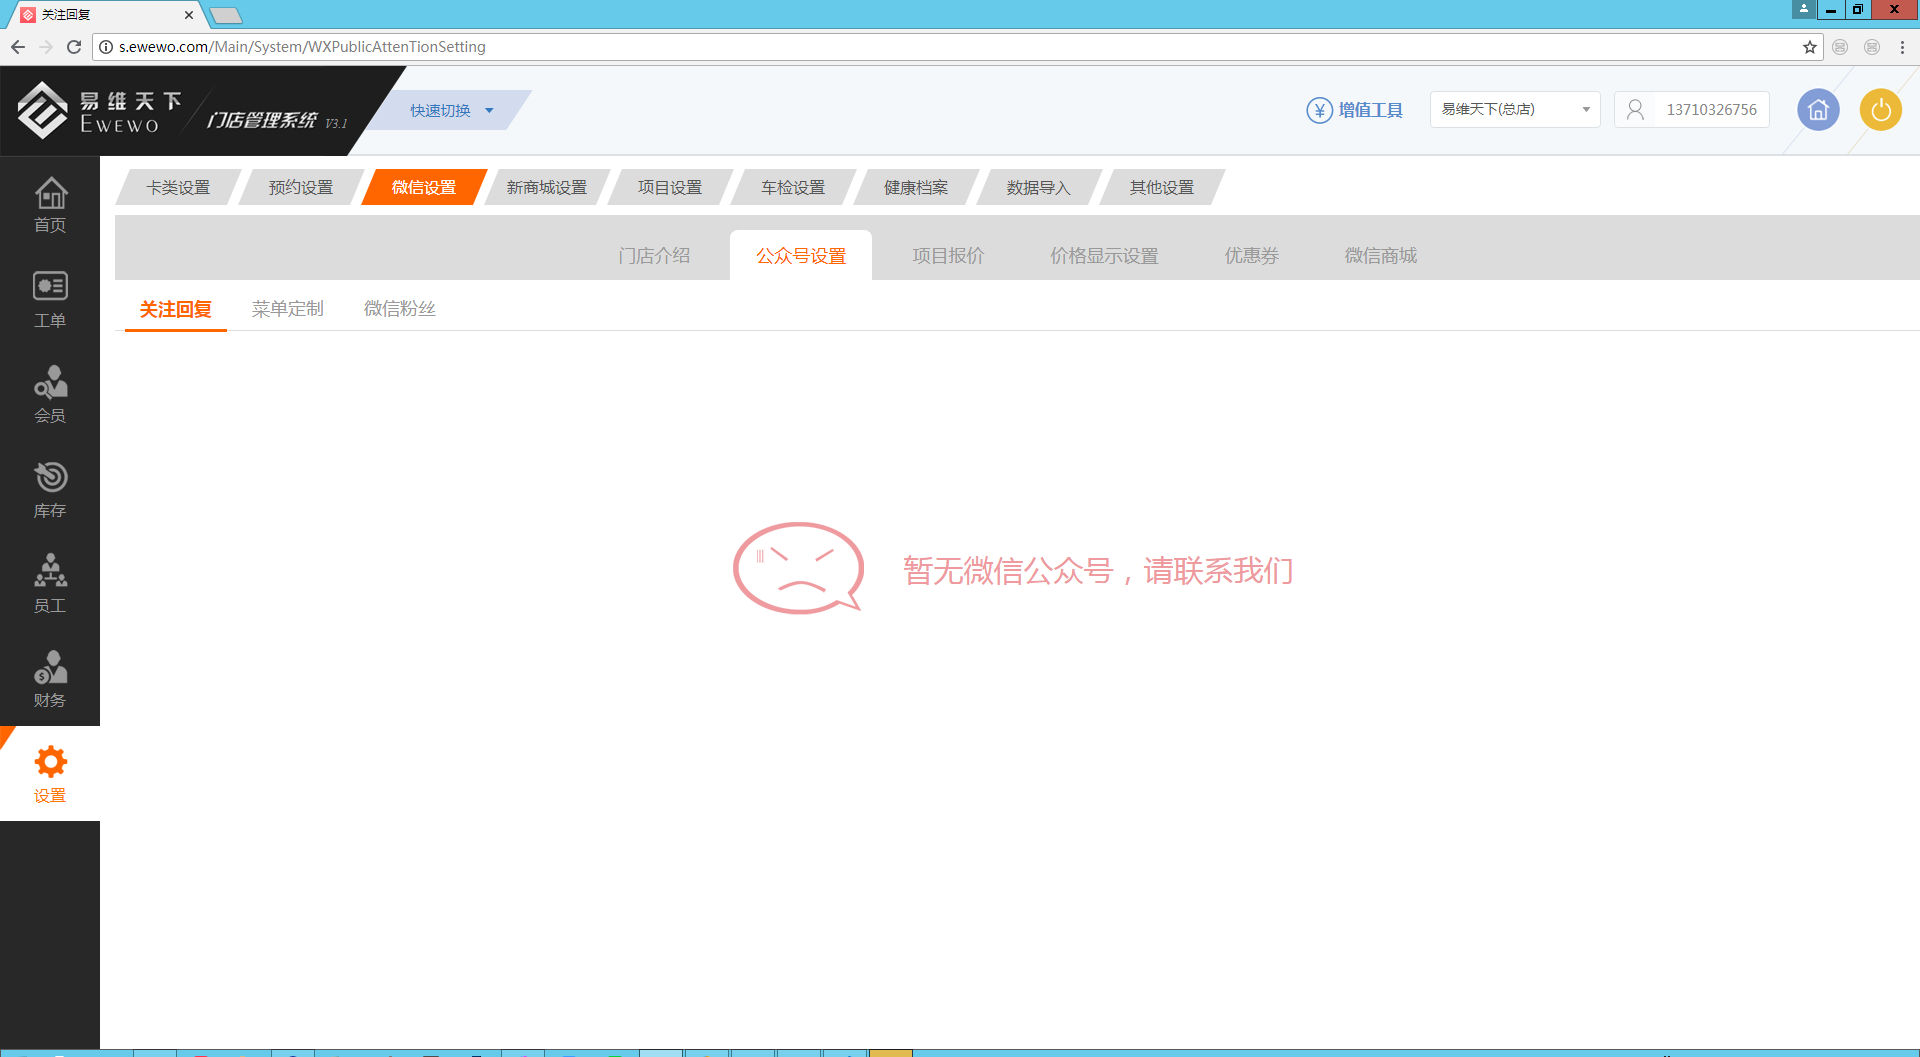 关注回复
s.ewewo.com/Main/System/WXPublicAttenTionSetting
易维天下
EWEWO
门店管理系统 V3.1
快速切换
增值工具
易维天下(总店)
13710326756
卡类设置
预约设置
微信设置
新商城设置
项目设置
车检设置
健康档案
数据导入
其他设置
门店介绍
公众号设置
项目报价
价格显示设置
优惠券
微信商城
关注回复
菜单定制
微信粉丝
首页
工单
会员
库存
员工
财务
设置
暂无微信公众号，请联系我们